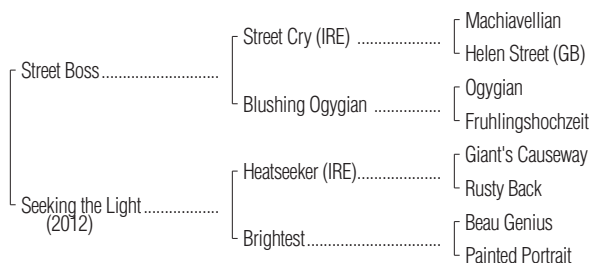 Machiavellian
Street Cry (IRE) ....................
Helen Street (GB)
Street Boss............................
Ogygian
Blushing Ogygian ................
Fruhlingshochzeit
Giant's Causeway
Heatseeker (IRE)....................
Rusty Back
Seeking the Light..................
(2012)
Beau Genius
Brightest................................
Painted Portrait